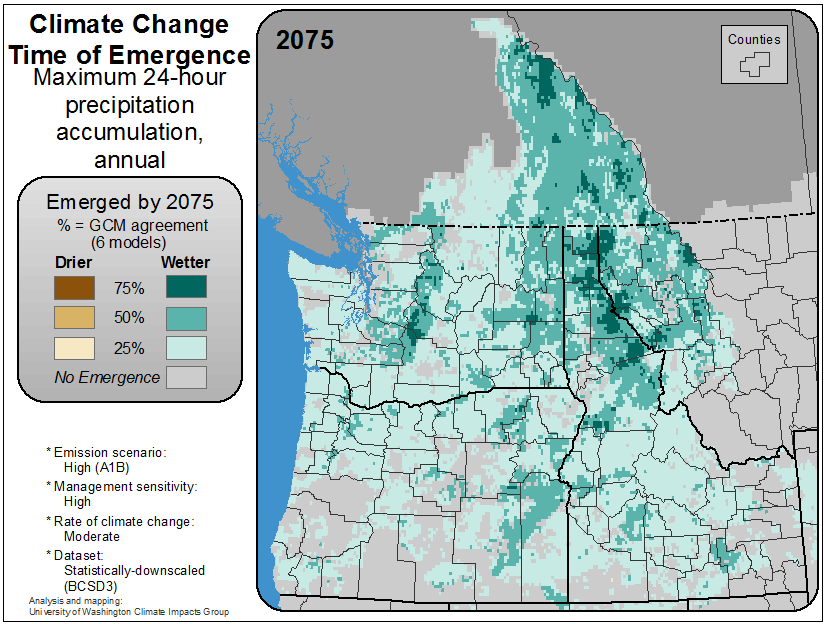 Climate Change
Time of Emergence
Maximum 24-hour
precipitation
accumulation,
annual
Emerged by 2075
% = GCM agreement
(6 models)
Drier Wetter
75%
50%
25%
No Emergence
* Emission scenario:
High (A1B)
* Management sensitivity:
High
* Rate of climate change:
Moderate
* Dataset:
Statistically-downscaled
(BCSD3)
Analysis and mapping:
University of Washington Climate Impacts Group
2075
Counties